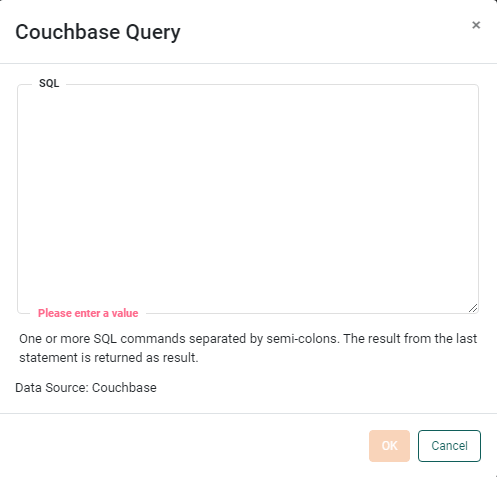 Couchbase Query
×
SQL
Please enter a value
One or more SQL commands separated by semi-colons. The result from the last
statement is returned as result.
Data Source: Couchbase
OK
Cancel